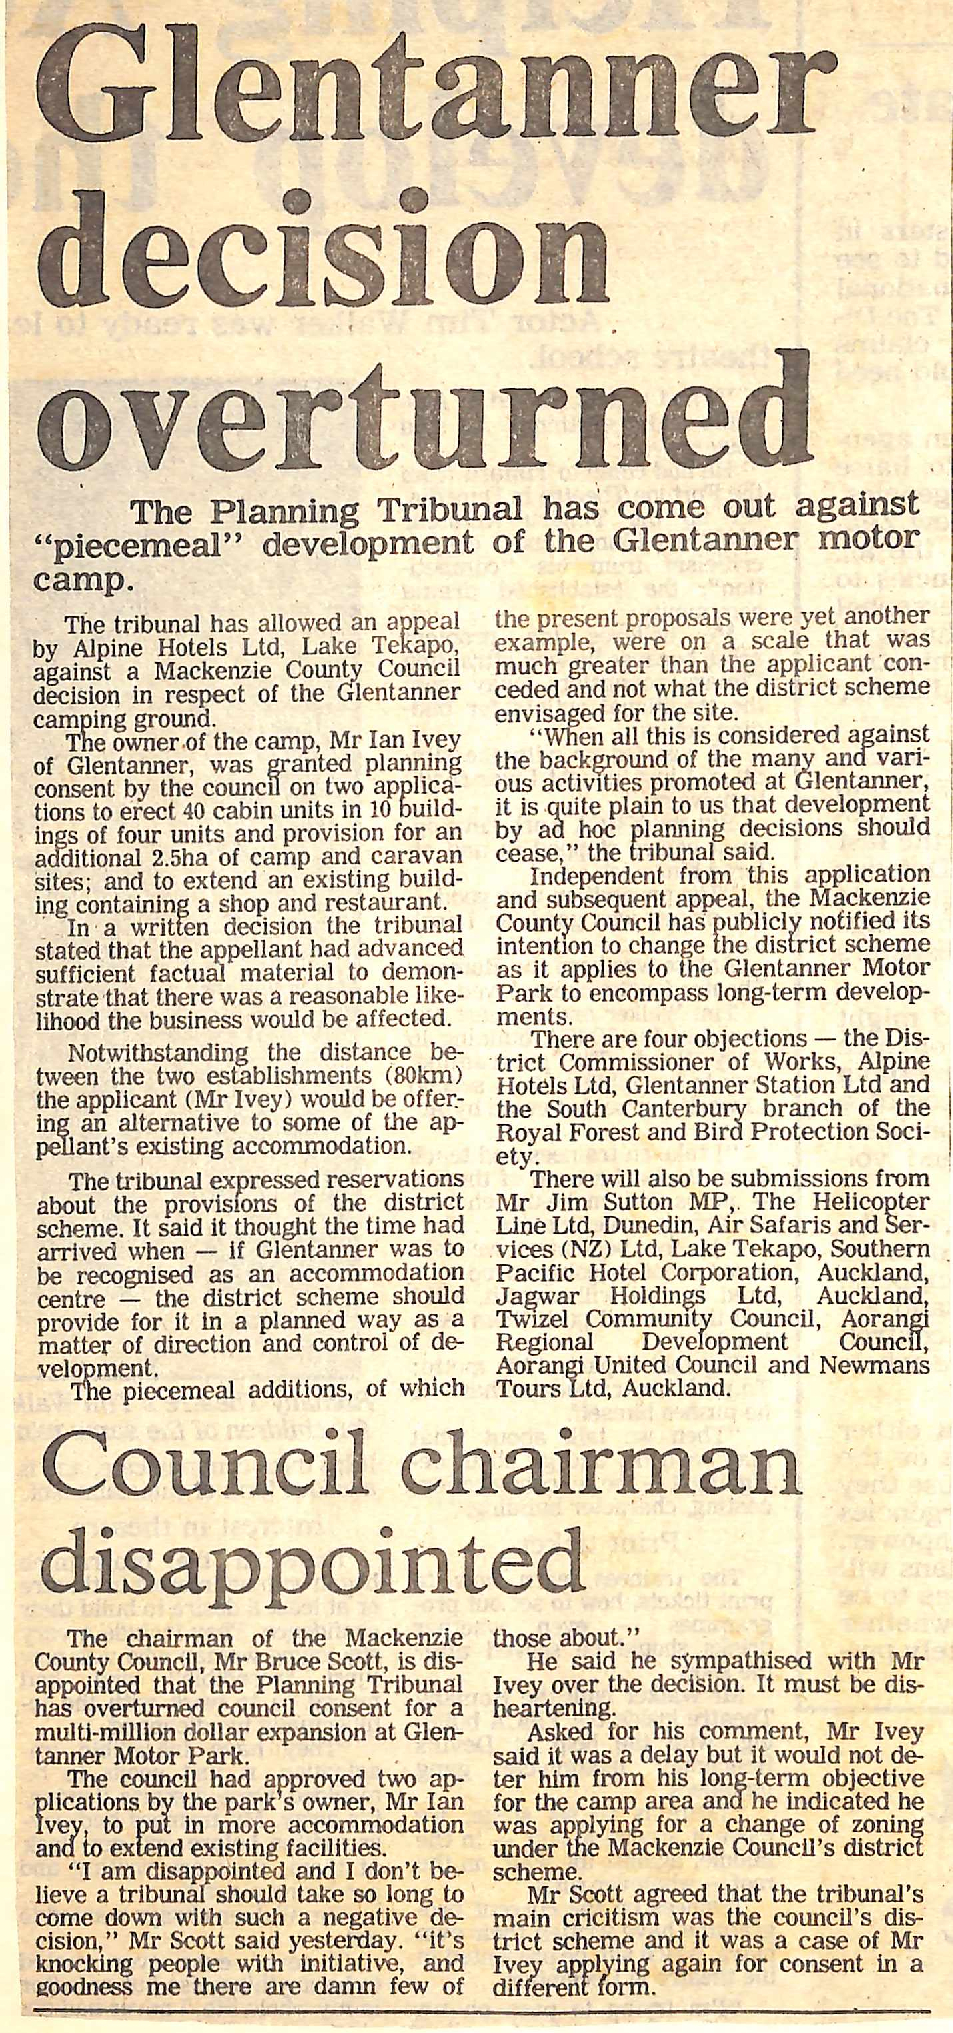 Glentanner
decision
overturned
The Planning Tribunal has come out against
“piecemeal” development of the Glentanner motor
camp.
The tribunal has allowed an appeal
by Alpine Hotels Ltd, Lake Tekapo,
against a Mackenzie County Council
decision in respect of the Glentanner
camping ground.
The owner of the camp, Mr Ian Ivey
of Glentanner, was granted planning
consent by the council on two applica-
tions to erect 40 cabin units in 10 build-
ings of four units and provision for an
additional 2.5ha of camp and caravan
sites; and to extend an existing build-
ing containing a shop and restaurant.
In a written decision the tribunal
stated that the appellant had advanced
sufficient factual material to demon-
strate that there was a reasonable like-
lihood the business would be affected.
Notwithstanding the distance be-
tween the two establishments (80km)
the applicant (Mr Ivey) would be offer-
ing an alternative to some of the ap-
pellant's existing accommodation.
The tribunal expressed reservations
about the provisions of the district
scheme. It said it thought the time had
arrived when — if Glentanner was to
be recognised as an accommodation
centre — the district scheme should
provide for it in a planned way as a
matter of direction and control of de-
velopment.
The piecemeal additions, of which
the present proposals were yet another
example, were on a scale that was
much greater than the applicant con-
ceded and not what the district scheme
envisaged for the site.
“When all this is considered against
the background of the many and vari-
ous activities promoted at Glentanner,
it is quite plain to us that development
by ad hoc planning decisions should
cease,” the tribunal said.
Independent from this application
and subsequent appeal, the Mackenzie
County Council has publicly notified its
intention to change the district scheme
as it applies to the Glentanner Motor
Park to encompass long-term develop-
ments.
There are four objections — the Dis-
trict Commissioner of Works, Alpine
Hotels Ltd, Glentanner Station Ltd and
the South Canterbury branch of the
Royal Forest and Bird Protection Soci-
ety.
There will also be submissions from
Mr Jim Sutton MP,. The Helicopter
Line Ltd, Dunedin, Air Safaris and Ser-
vices (NZ) Ltd, Lake Tekapo, Southern
Pacific Hotel Corporation, Auckland,
Jagwar Holdings Ltd, Auckland,
Twizel Community Council, Aorangi
Regional Development Council,
Aorangi United Council and Newmans
Tours Ltd, Auckland.
Council chairman
disappointed
The chairman of the Mackenzie
County Council, Mr Bruce Scott, is dis-
appointed that the Planning Tribunal
has overturned council consent for a
multi-million dollar expansion at Glen-
tanner Motor Park.
The council had approved two ap-
plications by the park's owner, Mr Ian
Ivey, to put in more accommodation
and to extend existing facilities.
“I am disappointed and I don't be-
lieve a tribunal should take so long to
come down with such a negative de-
cision,” Mr Scott said yesterday. “it's
knocking people with initiative, and
goodness me there are damn few of
those about.”
He said he sympathised with Mr
Ivey over the decision. It must be dis-
heartening.
Asked for his comment, Mr Ivey
said it was a delay but it would not de-
ter him from his long-term objective
for the camp area and he indicated he
was applying for a change of zoning
under the Mackenzie Council's district
scheme.
Mr Scott agreed that the tribunal's
main cricitism was the council's dis-
trict scheme and it was a case of Mr
Ivey applying again for consent in a
different form.